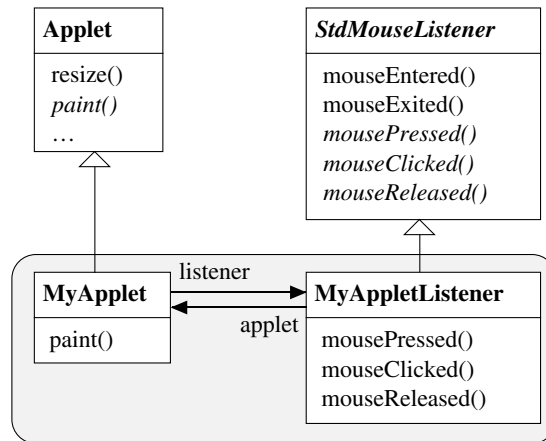 Applet
resize()
paint()
…
StdMouseListener
mouseEntered()
mouseExited()
mousePressed()
mouseClicked()
mouseReleased()
MyApplet
paint()
listener
applet
MyAppletListener
mousePressed()
mouseClicked()
mouseReleased()